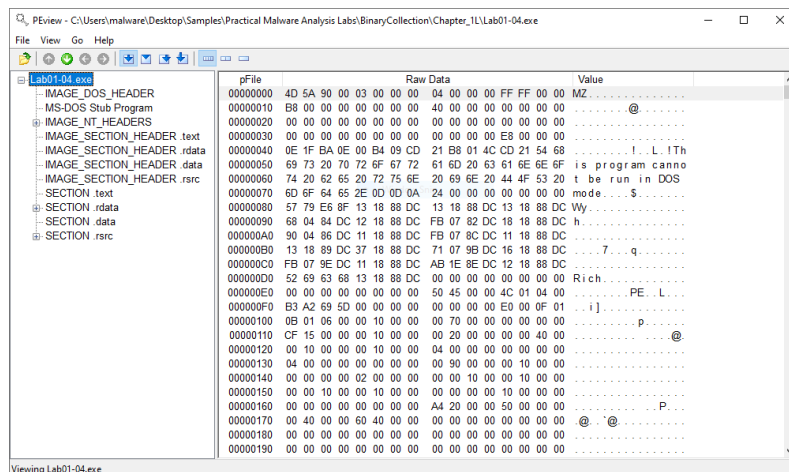 PEview - C:\Users\malware\Desktop\Samples\Practical Malware Analysis Labs\BinaryCollection\Chapter_1L\Lab01-04.exe
File View Go Help
Lab01-04.exe
IMAGE_DOS_HEADER
MS-DOS Stub Program
IMAGE_NT_HEADERS
IMAGE_SECTION_HEADER .text
IMAGE_SECTION_HEADER .rdata
IMAGE_SECTION_HEADER .data
IMAGE_SECTION_HEADER .rsrc
SECTION .text
SECTION .rdata
SECTION .data
SECTION .rsrc
pFile Raw Data Value
00000000 4D 5A 90 00 03 00 00 00 04 00 00 00 FF FF 00 00 MZ..............
00000010 B8 00 00 00 00 00 00 00 40 00 00 00 00 00 00 00 ........@.......
00000020 00 00 00 00 00 00 00 00 00 00 00 00 00 00 00 00 ................
00000030 00 00 00 00 00 00 00 00 00 00 00 00 E8 00 00 00 ................
00000040 0E 1F BA 0E 00 B4 09 CD 21 B8 01 4C CD 21 54 68 ........!..L.!Th
00000050 69 73 20 70 72 6F 67 72 61 6D 20 63 61 6E 6E 6F is program canno
00000060 74 20 62 65 20 72 75 6E 20 69 6E 20 44 4F 53 20 t be run in DOS
00000070 6D 6F 64 65 2E 0D 0D 0A 24 00 00 00 00 00 00 00 mode....$.......
00000080 57 79 E6 8F 13 18 88 DC 13 18 88 DC 13 18 88 DC Wy..............
00000090 68 04 84 DC 12 18 88 DC FB 07 82 DC 18 18 88 DC h...............
000000A0 90 04 86 DC 11 18 88 DC FB 07 8C DC 11 18 88 DC ................
000000B0 13 18 89 DC 37 18 88 DC 71 07 9B DC 16 18 88 DC ....7...q.......
000000C0 FB 07 9E DC 11 18 88 DC AB 1E 8E DC 12 18 88 DC ................
000000D0 52 69 63 68 13 18 88 DC 00 00 00 00 00 00 00 00 Rich............
000000E0 00 00 00 00 00 00 00 00 50 45 00 00 4C 01 04 00 ........PE..L...
000000F0 B3 A2 69 5D 00 00 00 00 00 00 00 00 E0 00 0F 01 ..i]............
00000100 0B 01 06 00 00 10 00 00 00 70 00 00 00 00 00 00 .........p......
00000110 CF 15 00 00 00 10 00 00 00 20 00 00 00 00 40 00 ......... ....@.
00000120 00 10 00 00 00 10 00 00 04 00 00 00 00 00 00 00 ................
00000130 04 00 00 00 00 00 00 00 00 90 00 00 00 10 00 00 ................
00000140 00 00 00 00 02 00 00 00 00 00 10 00 00 10 00 00 ................
00000150 00 00 10 00 00 10 00 00 00 00 00 00 10 00 00 00 ................
00000160 00 00 00 00 00 00 00 00 A4 20 00 00 50 00 00 00 ......... ..P...
00000170 00 40 00 00 60 40 00 00 00 00 00 00 00 00 00 00 .@..`@..........
00000180 00 00 00 00 00 00 00 00 00 00 00 00 00 00 00 00 ................
00000190 00 00 00 00 00 00 00 00 00 00 00 00 00 00 00 00 ................
Viewing Lab01-04.exe